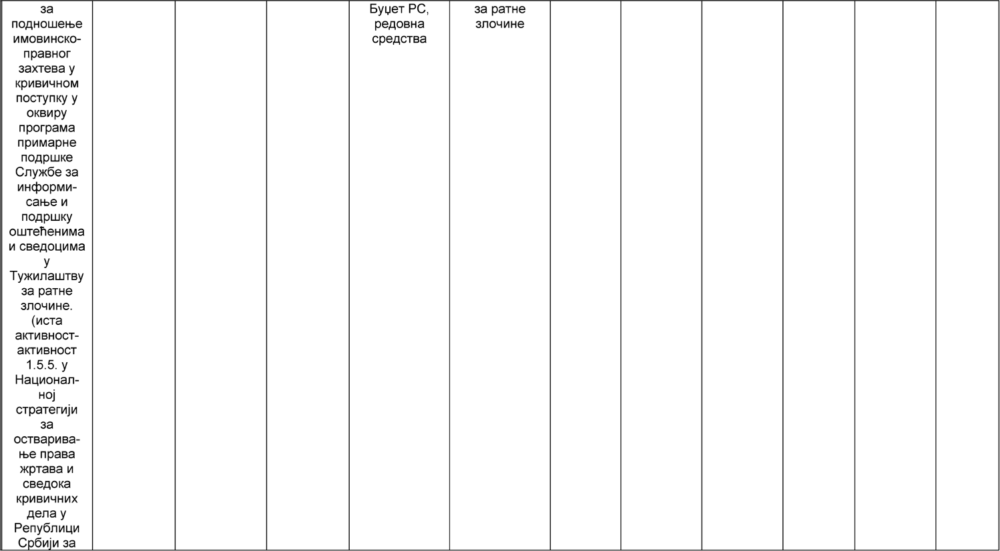 за
подношење
имовинско-
правног
захтева у
кривичном
поступку у
оквиру
програма
примарне
подршке
Службе за
информи-
сање и
подршку
оштећенима
и сведоцима
у
Тужилаштву
за ратне
злочине.
(иста
активност-
активност
1.5.5. у
Национал-
ној
стратегији
за
остварива-
ње права
жртава и
сведока
кривичних
дела у
Републици
Србији за
Буџет РС,
редовна
средства
за ратне
злочине